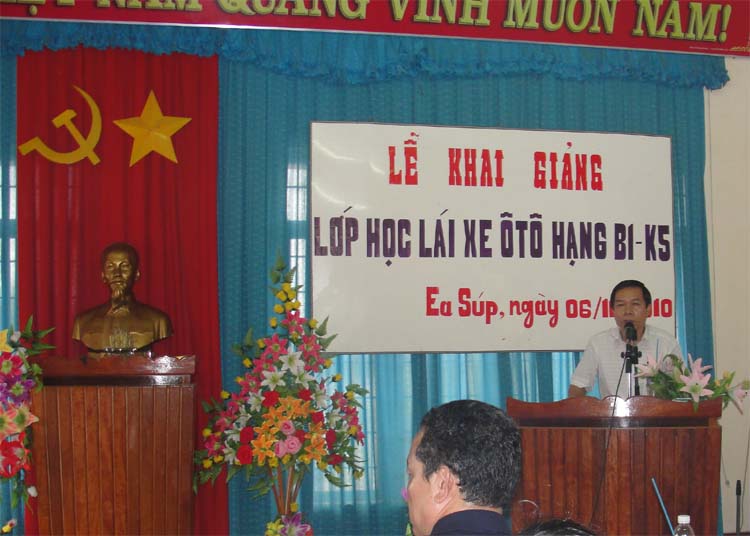 NAM QUANG VINH MUÔN NĂM!
LỄ KHAI GIẢNG
LỚP HỌC LÁI XE ÔTÔ HẠNG B1-K5
Ea Súp, ngày 06/1 10